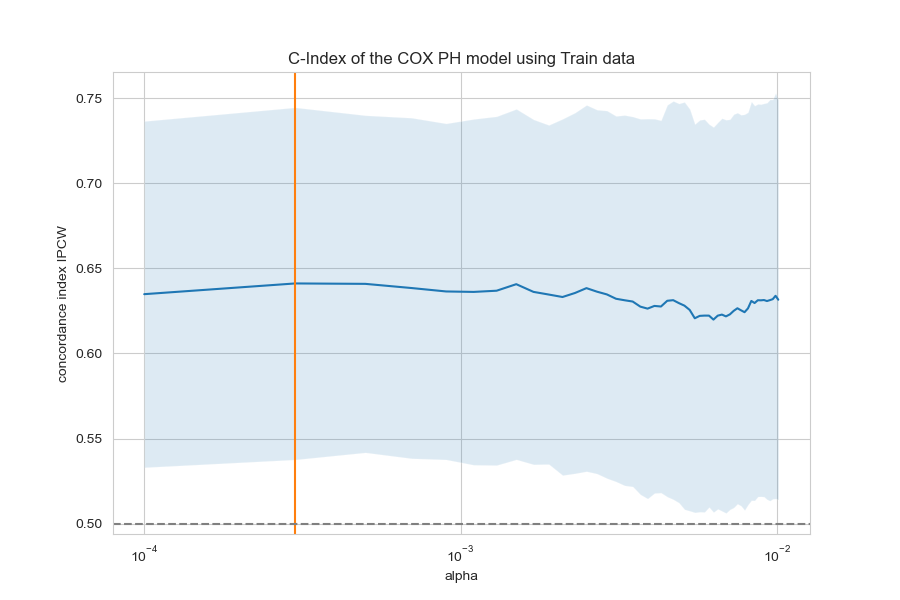 C-Index of the COX PH model using Train data
concordance index IPCW
0.75
0.70
0.65
0.60
0.55
0.50
10⁻⁴ 10⁻³ 10⁻²
alpha